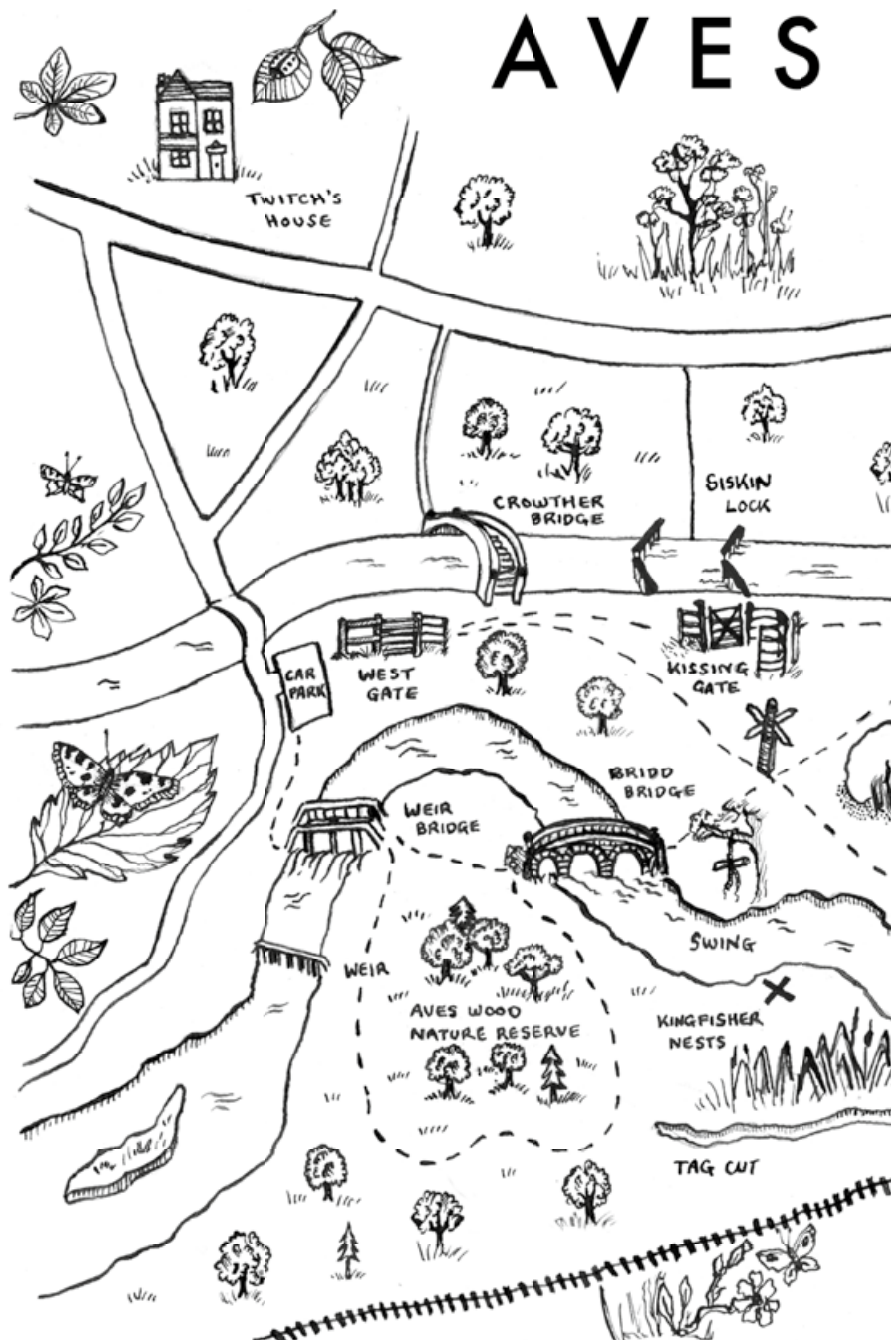 AVES
TWITCH'S
HOUSE
CROWTHER
BRIDGE
SISKIN
LOCK
CAR
PARK
WEST
GATE
KISSING
GATE
BRIDD
BRIDGE
WEIR
BRIDGE
SWING
WEIR
AVES WOOD
NATURE RESERVE
KINGFISHER
NESTS
TAG CUT